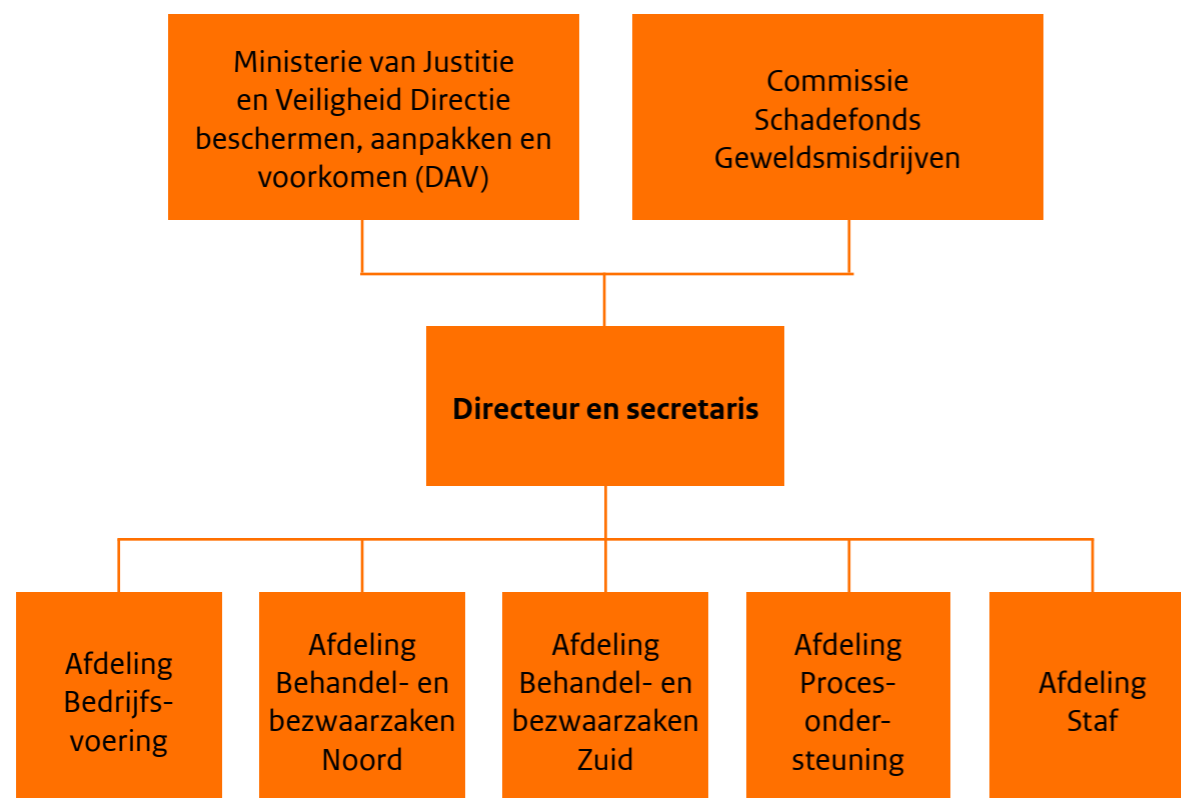 Ministerie van Justitie
en Veiligheid Directie
beschermen, aanpakken en
voorkomen (DAV)
Commissie
Schadefonds
Geweldsmisdrijven
Directeur en secretaris
Afdeling
Bedrijfs-
voering
Afdeling
Behandel- en
bezwaarzaken
Noord
Afdeling
Behandel- en
bezwaarzaken
Zuid
Afdeling
Proces-
onder-
steuning
Afdeling
Staf